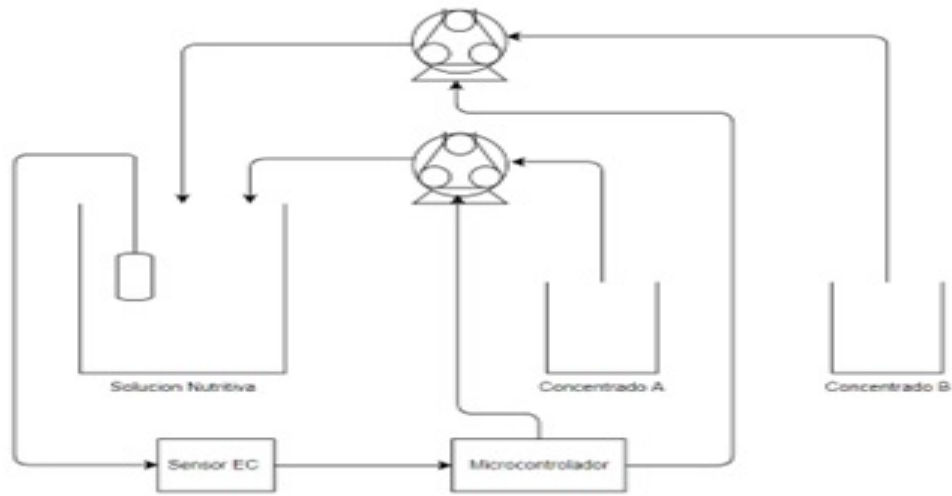 Solucion Nutritiva
Concentrado A
Concentrado B
Sensor EC
Microcontrolador